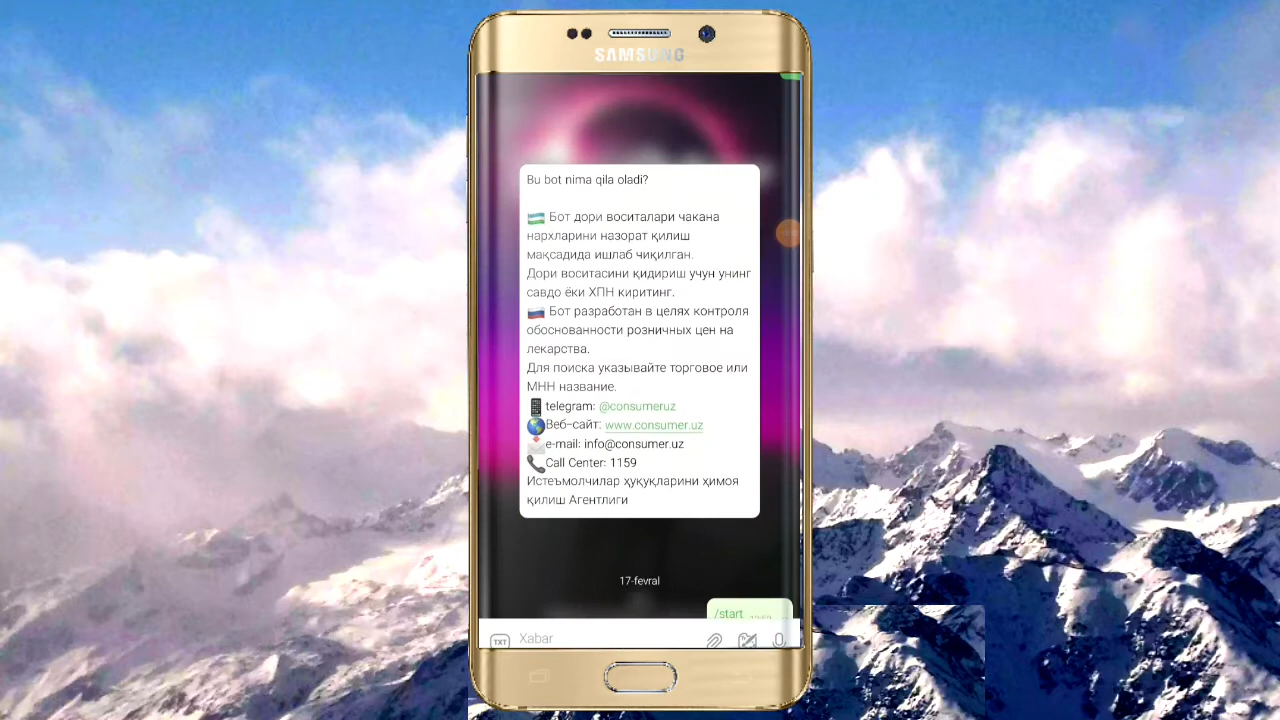 SAMSUNG
Bu bot nima qila oladi?
🇺🇿 Бот дори воситалари чакана
нархларини назорат қилиш
мақсадида ишлаб чиқилган.
Дори воситасини қидириш учун унинг
савдо ёки ХПН киритинг.
🇷🇺 Бот разработан в целях контроля
обоснованности розничных цен на
лекарства.
Для поиска указывайте торговое или
МНН название.
📱telegram: @consumeruz
🌎Веб-сайт: www.consumer.uz
📩e-mail: info@consumer.uz
📞Call Center: 1159
Истеъмолчилар ҳуқуқларини ҳимоя
қилиш Агентлиги
17-fevral
/start
TXT Xabar